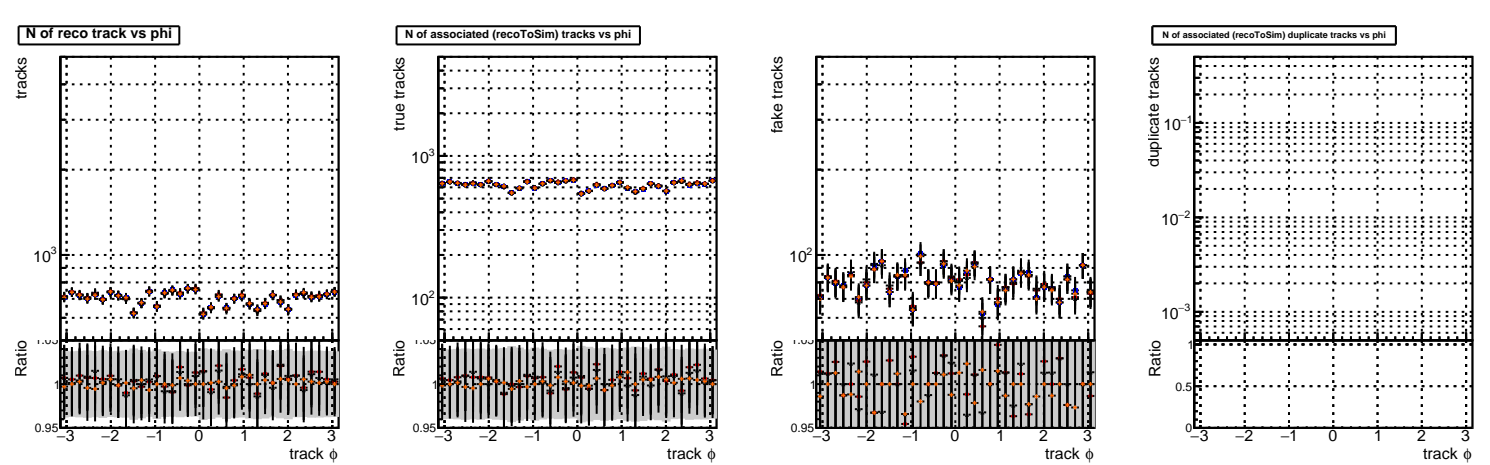 N of reco track vs phi
tracks
10³
Ratio
1.05
1
0.95
−3 −2 −1 0 1 2 3
track ϕ
N of associated (recoToSim) tracks vs phi
true tracks
10³
10²
Ratio
1.05
1
0.95
−3 −2 −1 0 1 2 3
track ϕ
fake tracks
10²
Ratio
1.05
1
0.95
−3 −2 −1 0 1 2 3
track ϕ
N of associated (recoToSim) duplicate tracks vs phi
duplicate tracks
10⁻¹
10⁻²
10⁻³
Ratio
1
0.5
0
−3 −2 −1 0 1 2 3
track ϕ